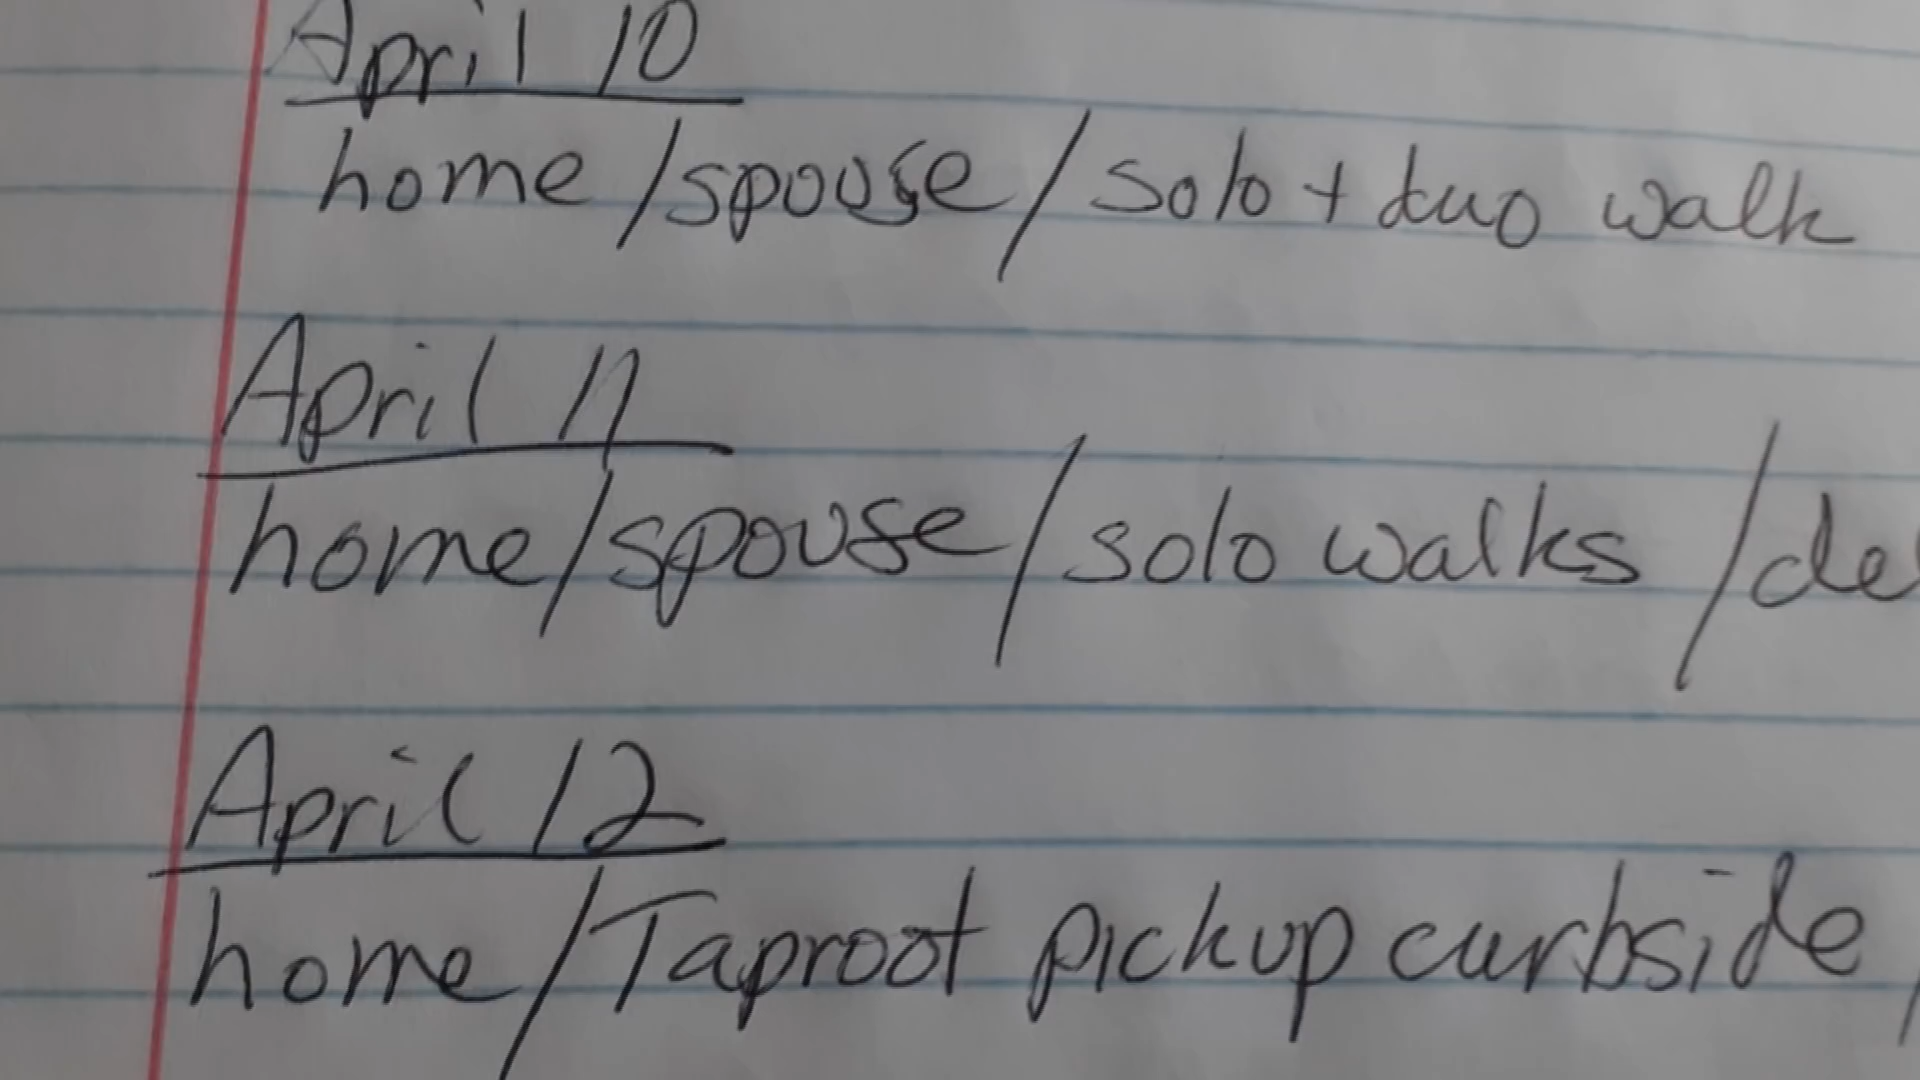 April 10
home/spouse/solo + duo walk
April 11
home/spouse/solo walks /
April 12
home/Taproot pickup curbside/